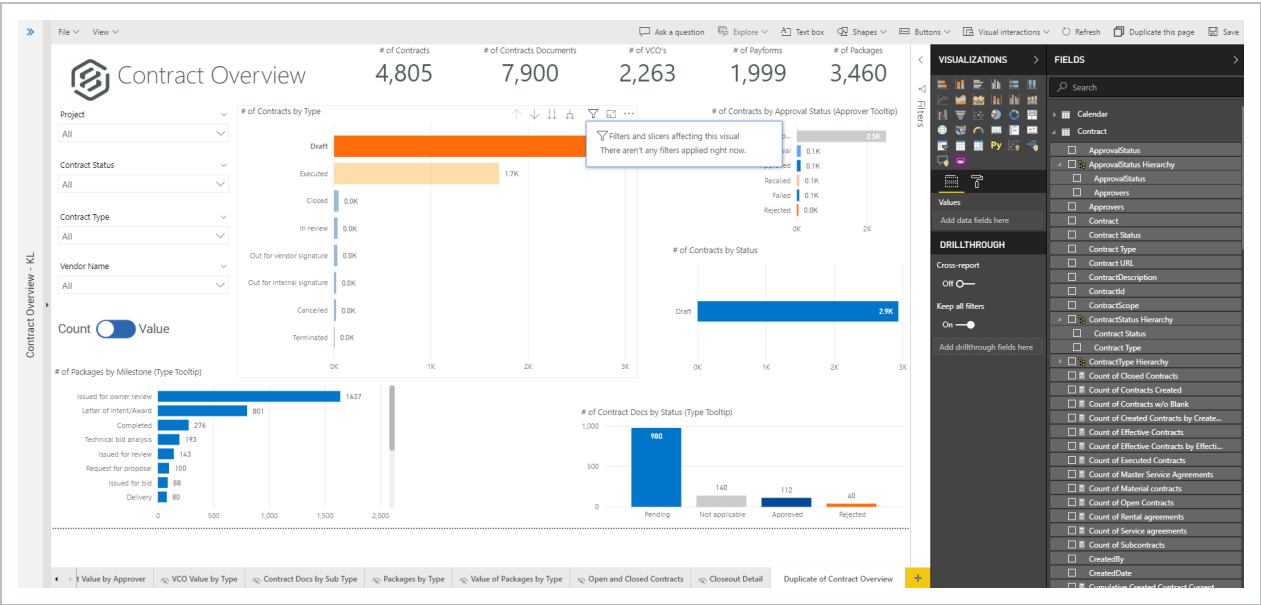 File View Ask a question Explore Text box Shapes Buttons Visual interactions Refresh Duplicate this page Save
Contract Overview - KL
Contract Overview
# of Contracts
4,805
# of Contracts Documents
7,900
# of VCO's
2,263
# of Payforms
1,999
# of Packages
3,460
Project
All
Contract Status
All
Contract Type
All
Vendor Name
All
Count Value
# of Contracts by Type
Draft
Executed 1.7K
Closed 0.0K
In review 0.0K
Out for vendor signature 0.0K
Out for internal signature 0.0K
Cancelled 0.0K
Terminated 0.0K
0K 1K 2K 3K
Filters and slicers affecting this visual
There aren't any filters applied right now.
# of Contracts by Approval Status (Approver Tooltip)
2.5K
0.1K
0.1K
Recalled 0.1K
Failed 0.1K
Rejected 0.0K
0K 2K
# of Contracts by Status
Draft 2.9K
0K 1K 2K 3K
# of Packages by Milestone (Type Tooltip)
Issued for owner review 1637
Letter of Intent/Award 801
Completed 276
Technical bid analysis 193
Issued for review 143
Request for proposal 100
Issued for bid 88
Delivery 80
0 500 1,000 1,500 2,000
# of Contract Docs by Status (Type Tooltip)
1,000
500
0
980
140
112
40
Pending Not applicable Approved Rejected
t Value by Approver VCO Value by Type Contract Docs by Sub Type Packages by Type Value of Packages by Type Open and Closed Contracts Closeout Detail Duplicate of Contract Overview +
Filters
VISUALIZATIONS
Py
Values
Add data fields here
DRILLTHROUGH
Cross-report
Off
Keep all filters
On
Add drillthrough fields here
FIELDS
Search
Calendar
Contract
ApprovalStatus
ApprovalStatus Hierarchy
ApprovalStatus
Approvers
Approvers
Contract
Contract Status
Contract Type
Contract URL
ContractDescription
ContractId
ContractScope
ContractStatus Hierarchy
Contract Status
Contract Type
ContractType Hierarchy
Count of Closed Contracts
Count of Contracts Created
Count of Contracts w/o Blank
Count of Created Contracts by Create...
Count of Effective Contracts
Count of Effective Contracts by Effecti...
Count of Executed Contracts
Count of Master Service Agreements
Count of Material contracts
Count of Open Contracts
Count of Rental agreements
Count of Service agreements
Count of Subcontracts
CreatedBy
CreatedDate
Cumulative Created Contract Current